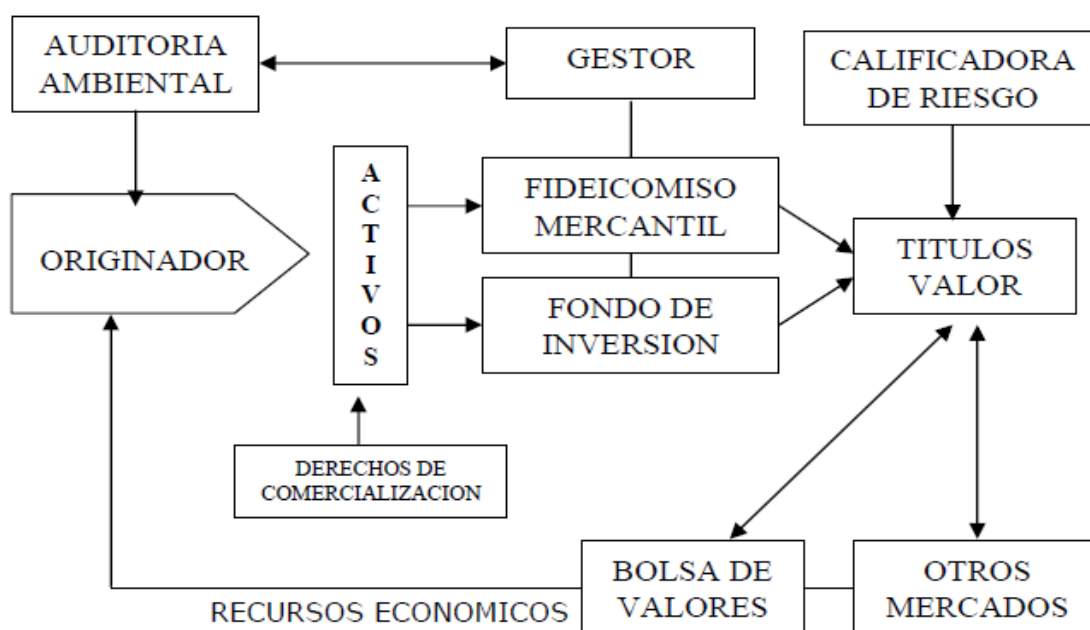 AUDITORIA
AMBIENTAL
GESTOR
CALIFICADORA
DE RIESGO
ORIGINADOR
ACTIVOS
FIDEICOMISO
MERCANTIL
FONDO DE
INVERSION
TITULOS
VALOR
DERECHOS DE
COMERCIALIZACION
RECURSOS ECONOMICOS
BOLSA DE
VALORES
OTROS
MERCADOS